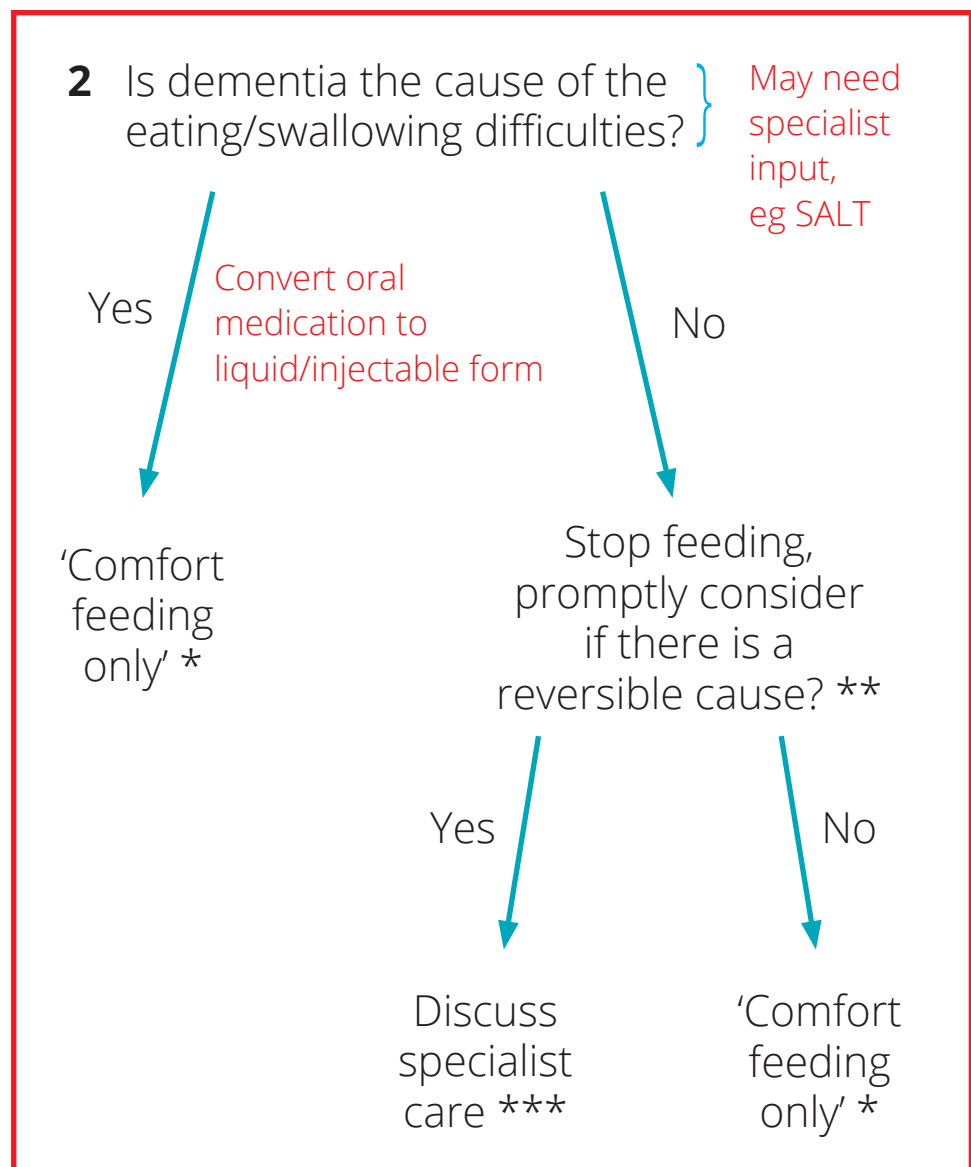 2 Is dementia the cause of the
eating/swallowing difficulties?
May need
specialist
input,
eg SALT
Yes
Convert oral
medication to
liquid/injectable form
No
‘Comfort
feeding
only’ *
Stop feeding,
promptly consider
if there is a
reversible cause? **
Yes
No
Discuss
specialist
care ***
‘Comfort
feeding
only’ *